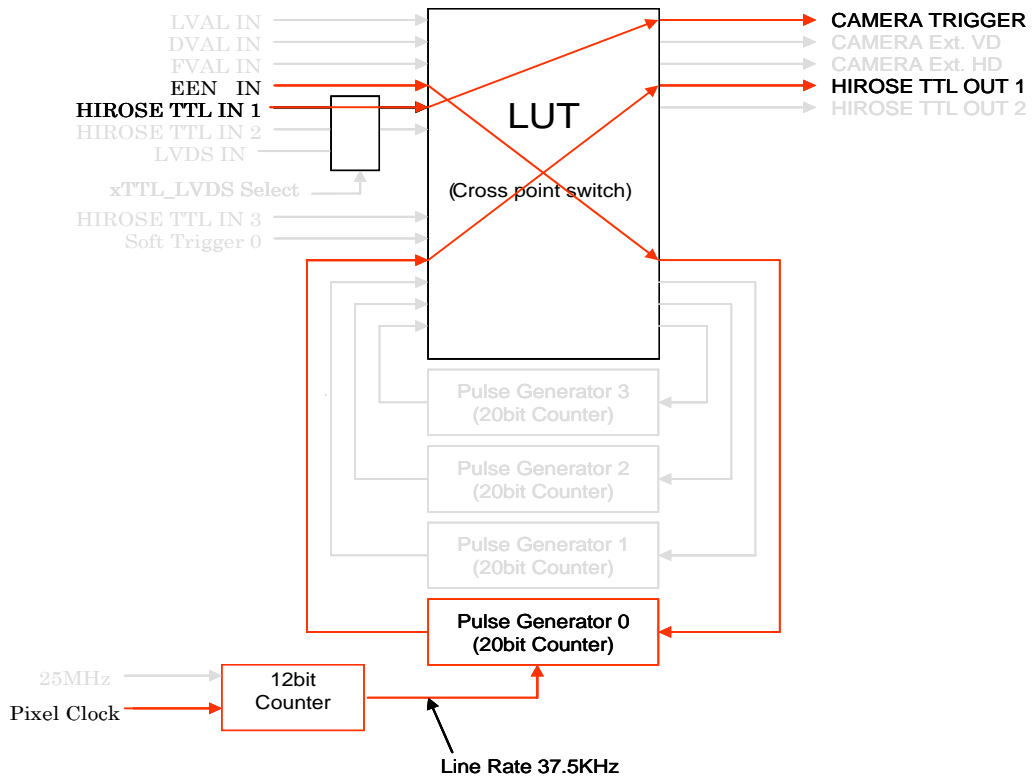 LVAL IN
DVAL IN
FVAL IN
EEN IN
HIROSE TTL IN 1
HIROSE TTL IN 2
LVDS IN
xTTL_LVDS Select
HIROSE TTL IN 3
Soft Trigger 0
LUT
(Cross point switch)
CAMERA TRIGGER
CAMERA Ext. VD
CAMERA Ext. HD
HIROSE TTL OUT 1
HIROSE TTL OUT 2
Pulse Generator 3
(20bit Counter)
Pulse Generator 2
(20bit Counter)
Pulse Generator 1
(20bit Counter)
Pulse Generator 0
(20bit Counter)
25MHz
Pixel Clock
12bit
Counter
Line Rate 37.5KHz